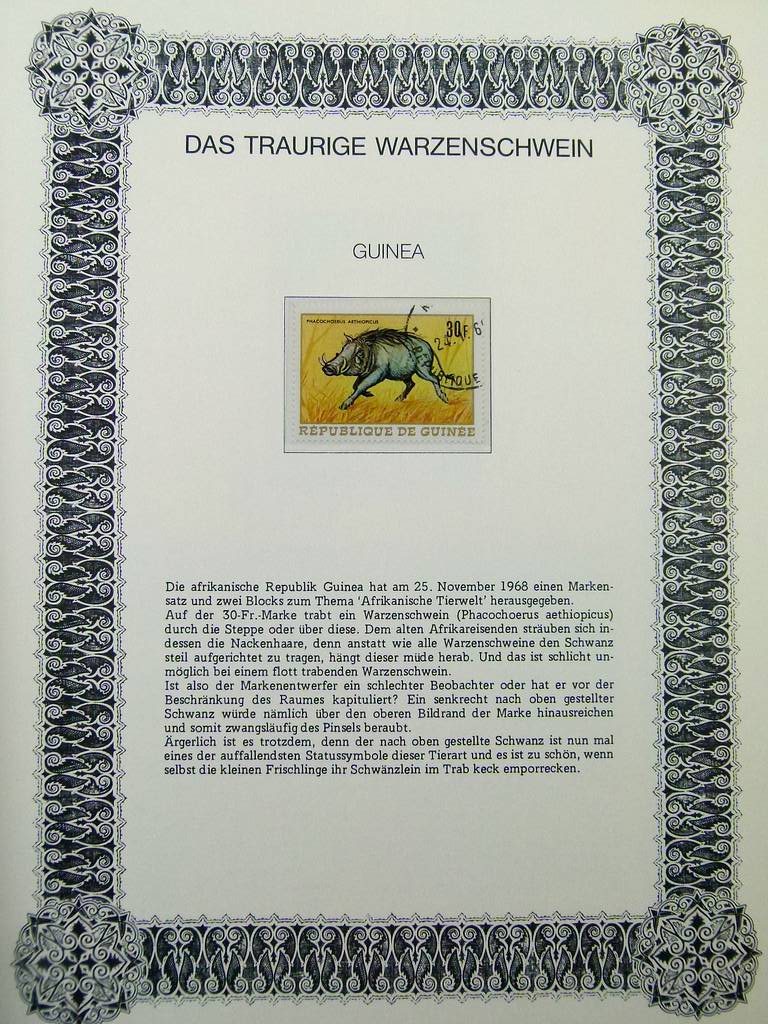 DAS TRAURIGE WARZENSCHWEIN
GUINEA
PHACOCHOERUS AETHIOPICUS
30F.
RÉPUBLIQUE DE GUINÉE
Die afrikanische Republik Guinea hat am 25. November 1968 einen Marken-
satz und zwei Blocks zum Thema 'Afrikanische Tierwelt' herausgegeben.
Auf der 30-Fr.-Marke trabt ein Warzenschwein (Phacochoerus aethiopicus)
durch die Steppe oder über diese. Dem alten Afrikareisenden sträuben sich in-
dessen die Nackenhaare, denn anstatt wie alle Warzenschweine den Schwanz
steil aufgerichtet zu tragen, hängt dieser müde herab. Und das ist schlicht un-
möglich bei einem flott trabenden Warzenschwein.
Ist also der Markenentwerfer ein schlechter Beobachter oder hat er vor der
Beschränkung des Raumes kapituliert? Ein senkrecht nach oben gestellter
Schwanz würde nämlich über den oberen Bildrand der Marke hinausreichen
und somit zwangsläufig des Pinsels beraubt.
Ärgerlich ist es trotzdem, denn der nach oben gestellte Schwanz ist nun mal
eines der auffallendsten Statussymbole dieser Tierart und es ist zu schön, wenn
selbst die kleinen Frischlinge ihr Schwänzlein im Trab keck emporrecken.